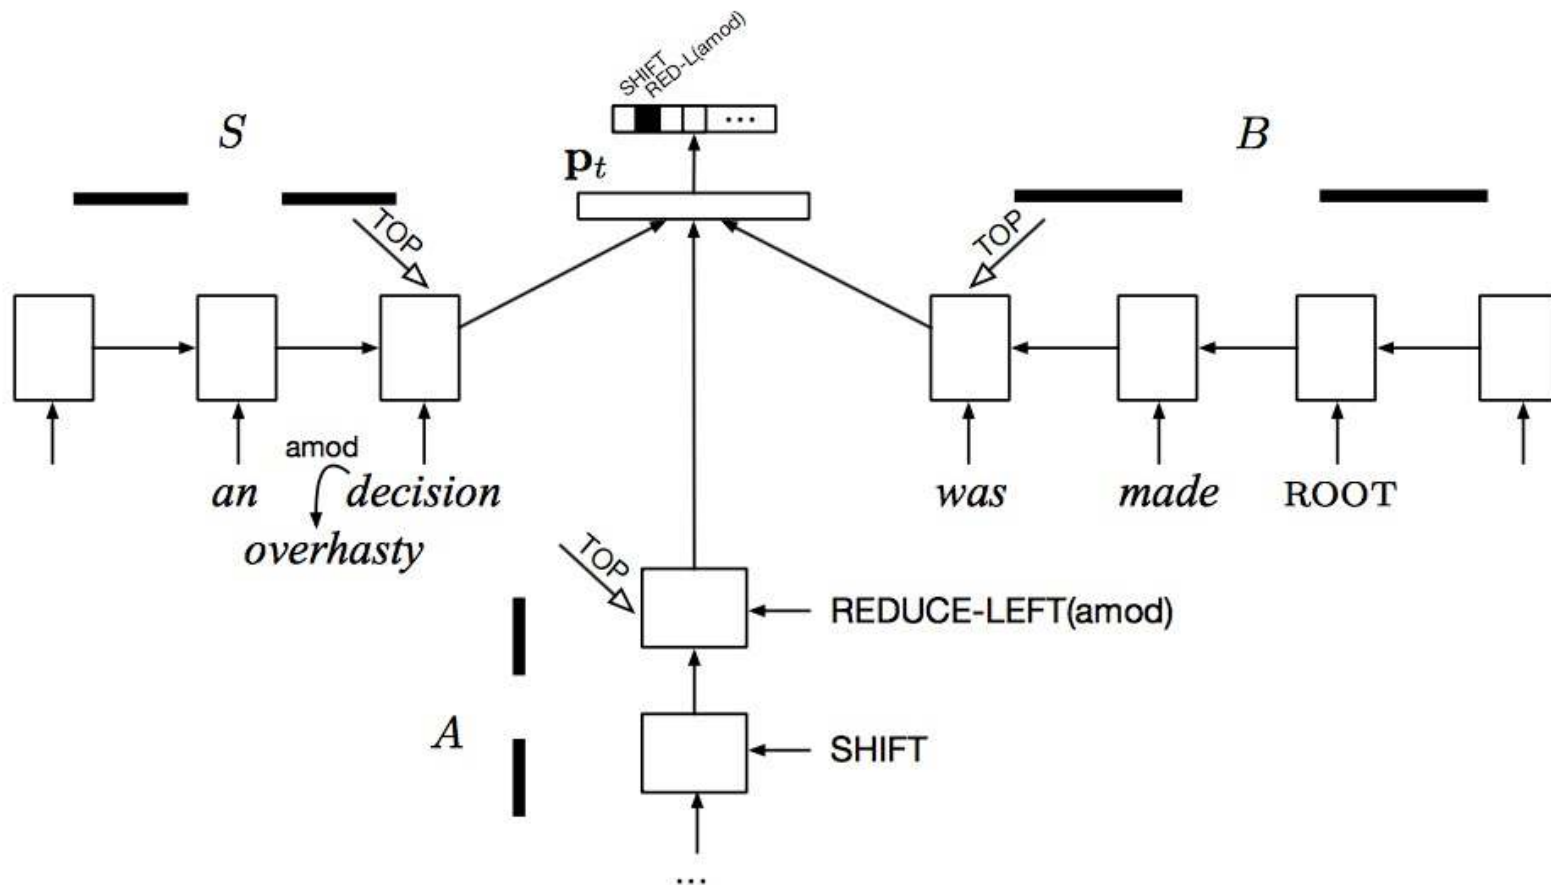 SHIFT
RED-L(amod)
...
S
p_t
B
TOP
TOP
amod
an decision
overhasty
was made ROOT
TOP
REDUCE-LEFT(amod)
A
SHIFT
...